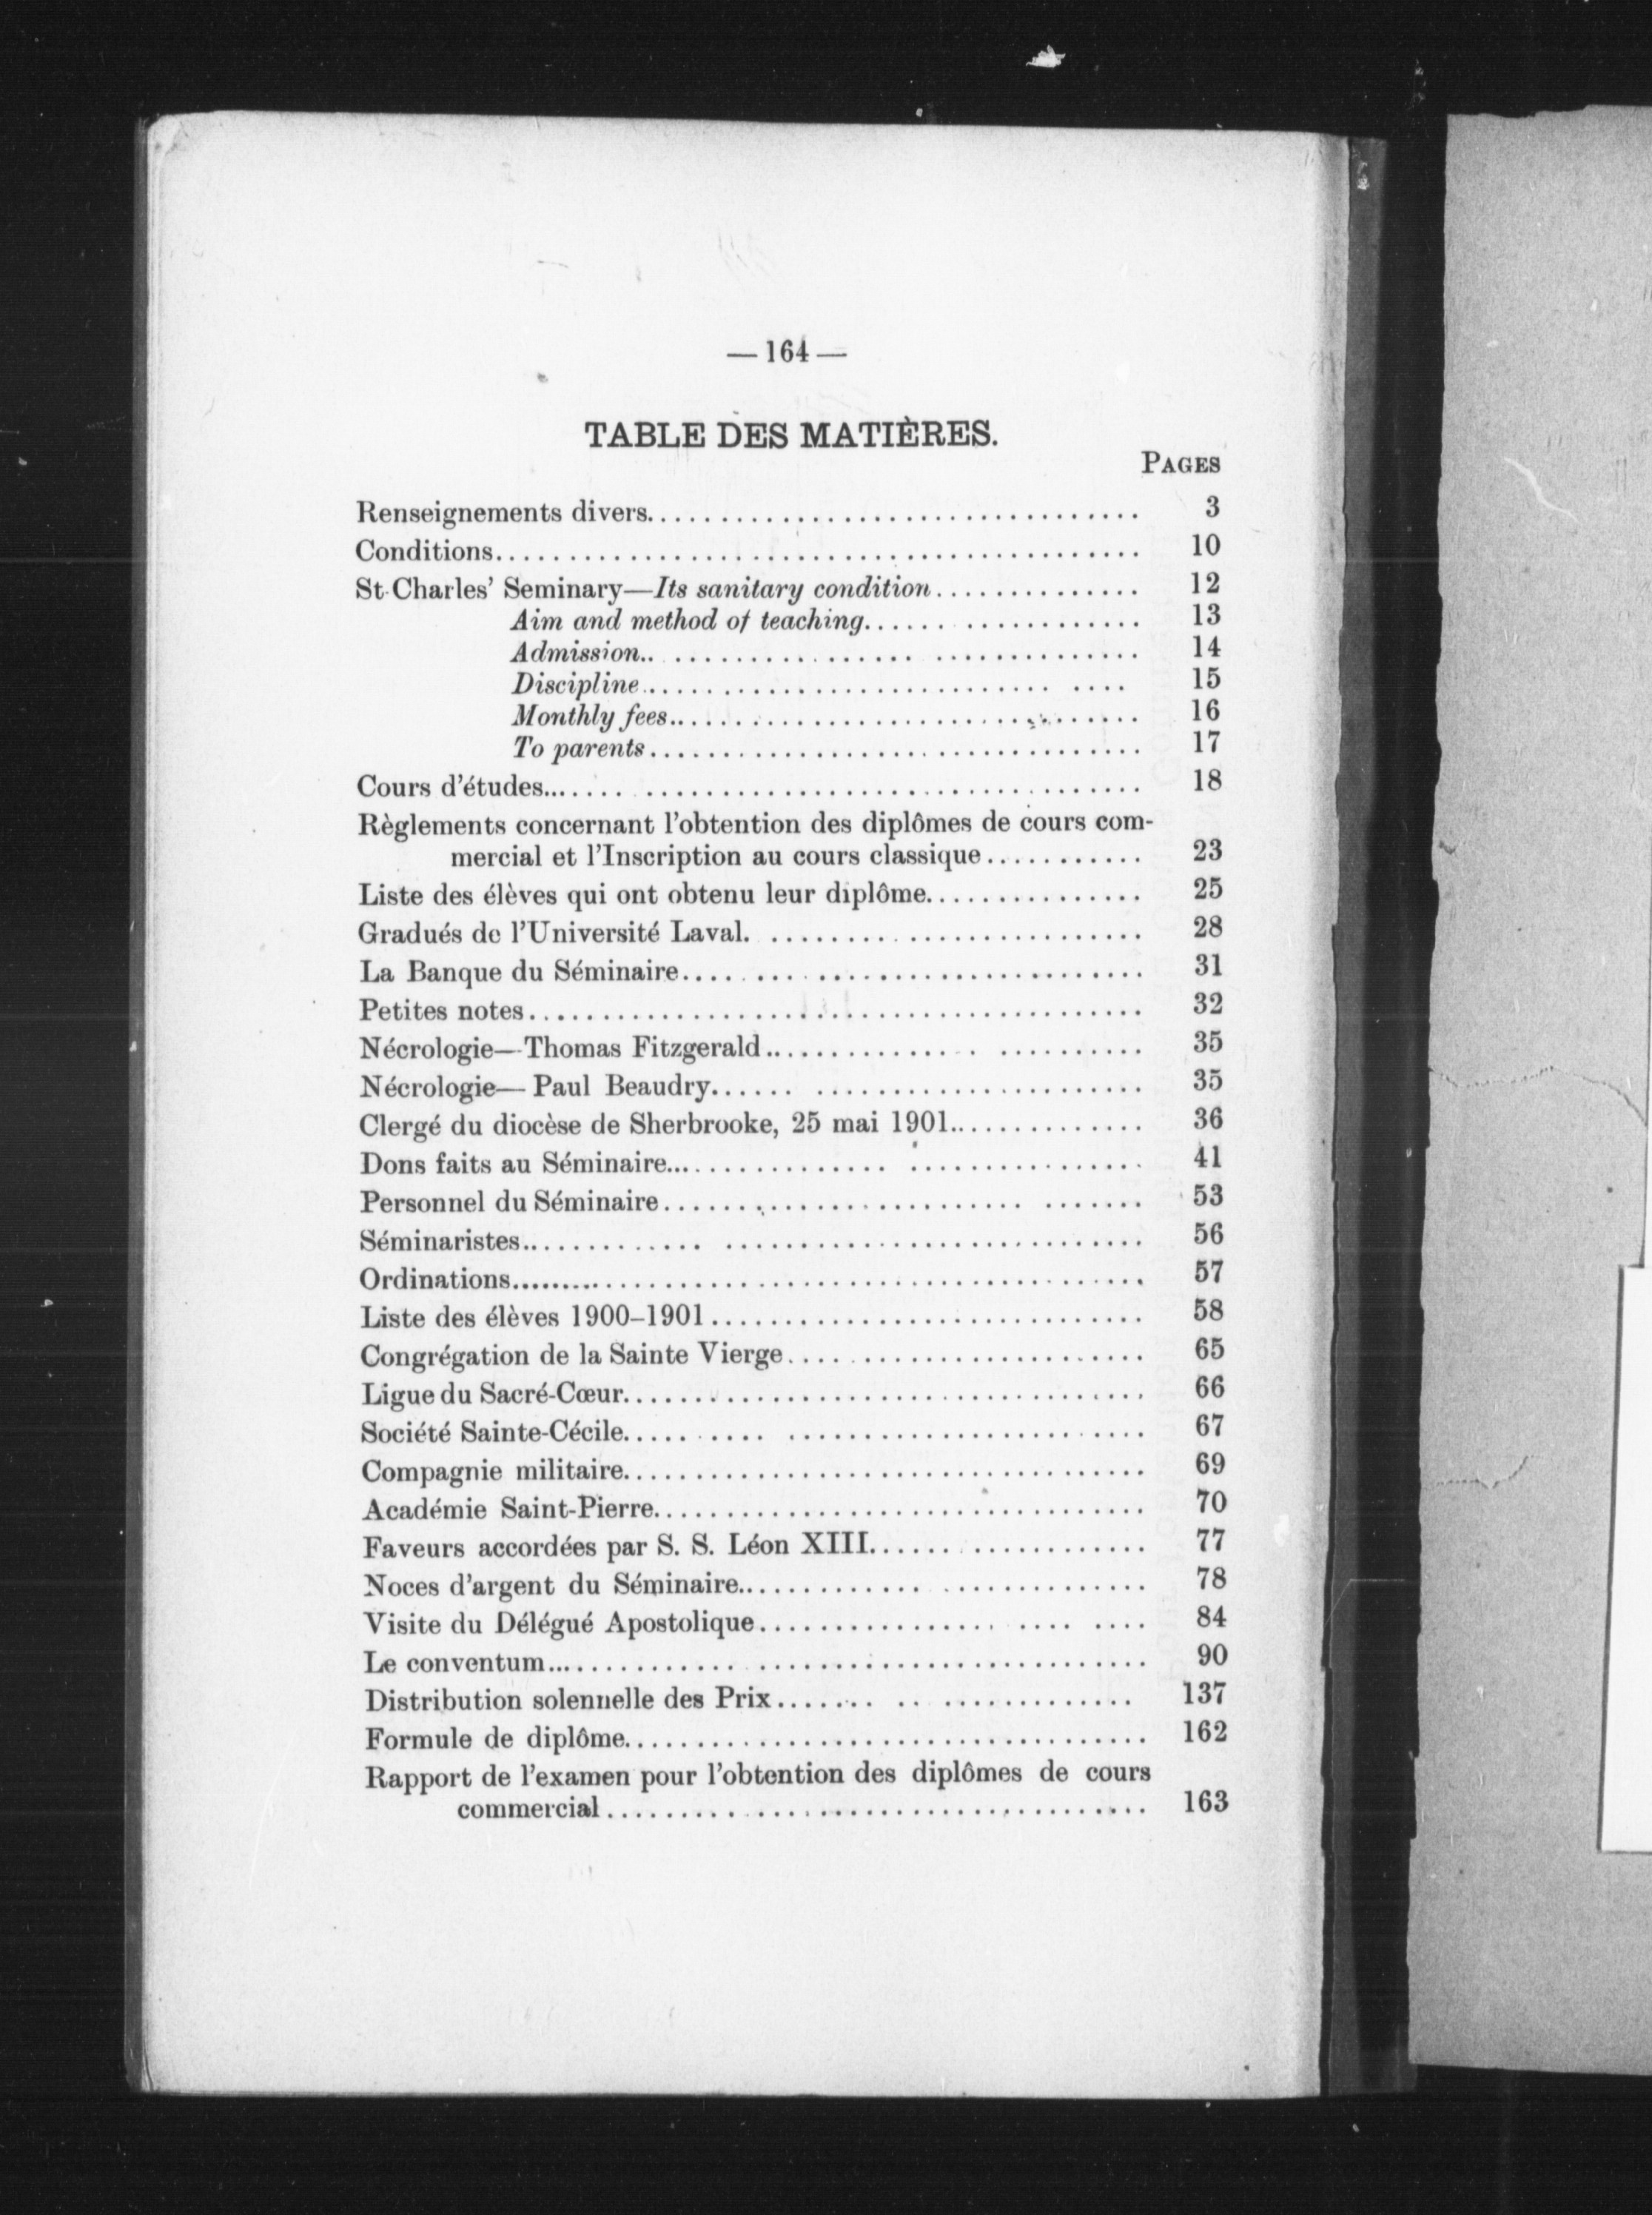 — 164 —
TABLE DES MATIÈRES.
PAGES
Renseignements divers.................................. 3
Conditions............................................ 10
St-Charles' Seminary—Its sanitary condition.............. 12
Aim and method of teaching................... 13
Admission.................................. 14
Discipline.................................. 15
Monthly fees................................ 16
To parents.................................. 17
Cours d'études........................................ 18
Règlements concernant l'obtention des diplômes de cours com-
mercial et l'Inscription au cours classique........... 23
Liste des élèves qui ont obtenu leur diplôme............... 25
Gradués de l'Université Laval........................... 28
La Banque du Séminaire................................ 31
Petites notes.......................................... 32
Nécrologie—Thomas Fitzgerald.......................... 35
Nécrologie—Paul Beaudry.............................. 35
Clergé du diocèse de Sherbrooke, 25 mai 1901.............. 36
Dons faits au Séminaire................................ 41
Personnel du Séminaire................................ 53
Séminaristes.......................................... 56
Ordinations........................................... 57
Liste des élèves 1900–1901.............................. 58
Congrégation de la Sainte Vierge........................ 65
Ligue du Sacré-Cœur................................... 66
Société Sainte-Cécile................................... 67
Compagnie militaire................................... 69
Académie Saint-Pierre................................. 70
Faveurs accordées par S. S. Léon XIII................... 77
Noces d'argent du Séminaire............................ 78
Visite du Délégué Apostolique.......................... 84
Le conventum......................................... 90
Distribution solennelle des Prix......................... 137
Formule de diplôme................................... 162
Rapport de l'examen pour l'obtention des diplômes de cours
commercial..................................... 163